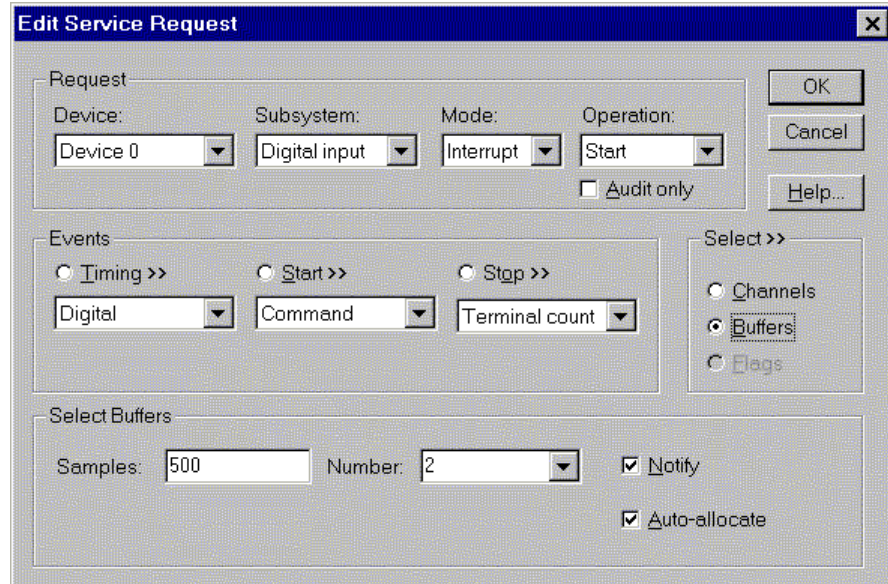 Edit Service Request
Request
OK
Device: Subsystem: Mode: Operation:
Device 0 Digital input Interrupt Start
Cancel
Audit only
Help...
Events
Select >>
Timing >> Start >> Stop >>
Channels
Digital Command Terminal count
Buffers
Flags
Select Buffers
Samples: 500 Number: 2 Notify
Auto-allocate